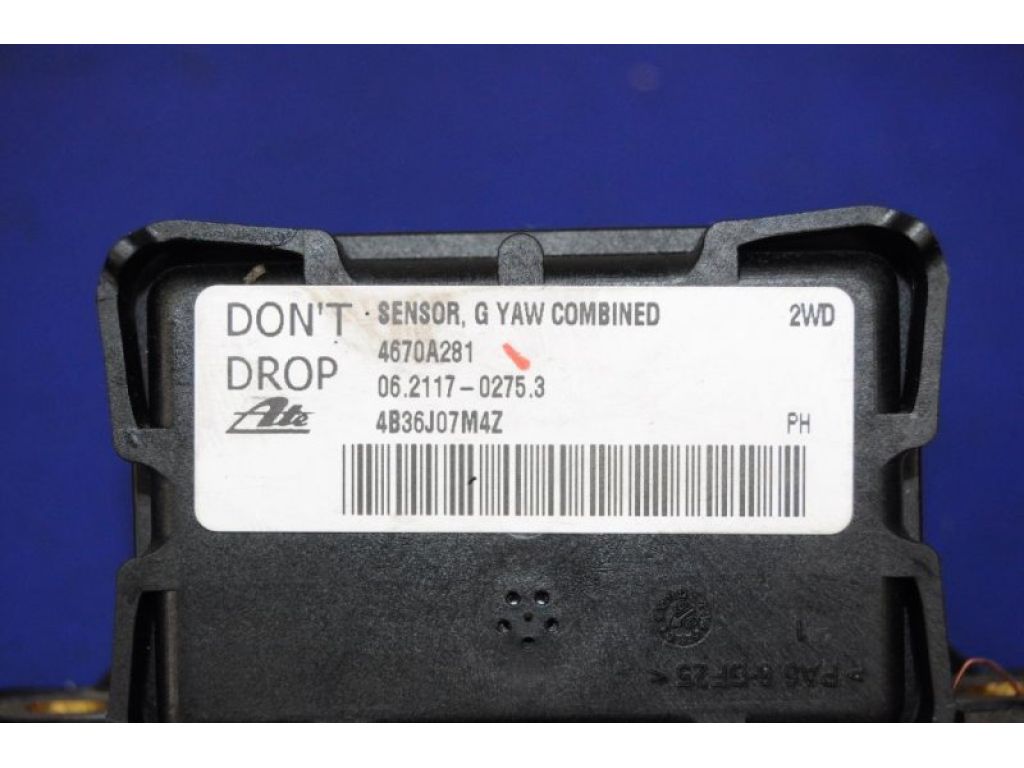 DON'T
DROP
Ate
SENSOR, G YAW COMBINED 2WD
4670A281
06.2117-0275.3
4B36J07M4Z PH